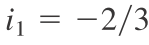 i₁ = −2/3